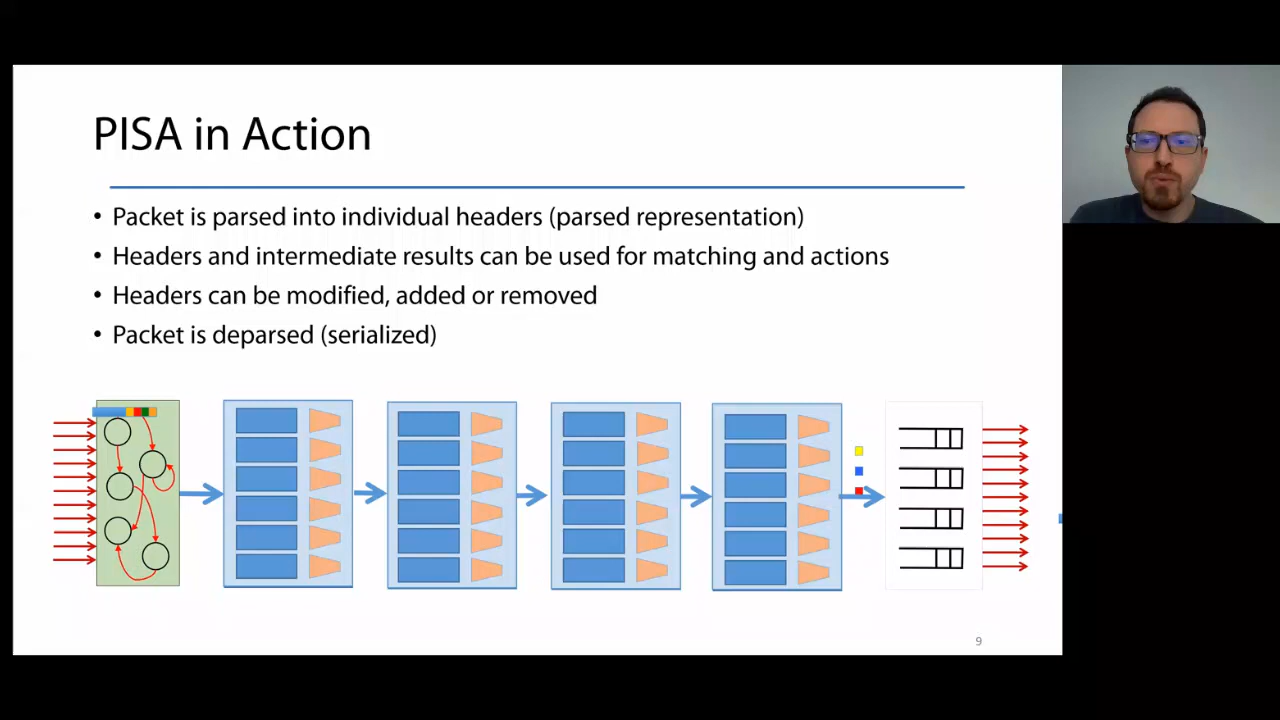 PISA in Action
• Packet is parsed into individual headers (parsed representation)
• Headers and intermediate results can be used for matching and actions
• Headers can be modified, added or removed
• Packet is deparsed (serialized)
9